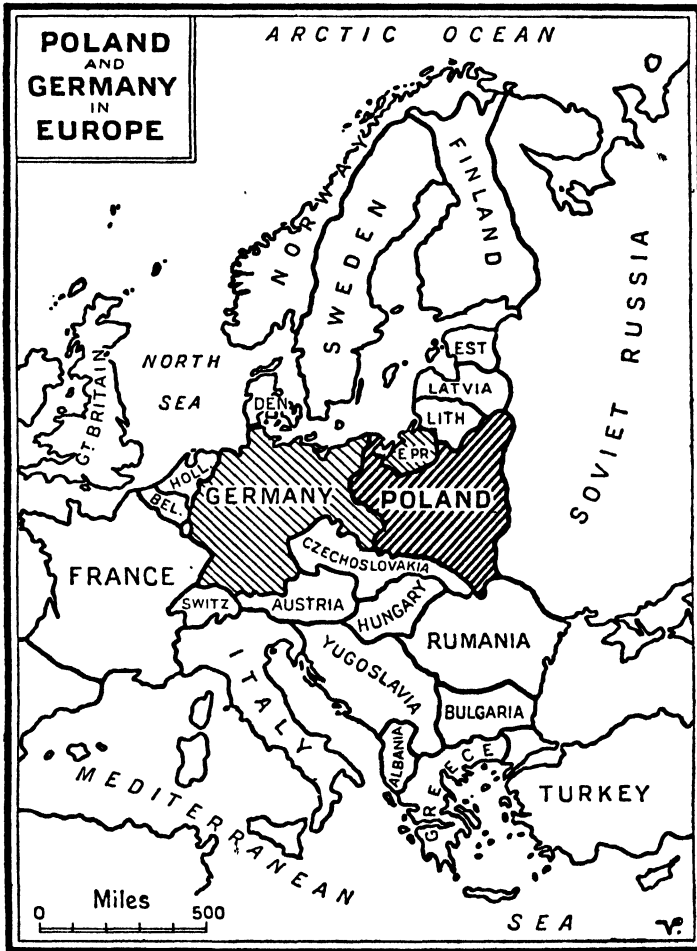 POLAND
AND
GERMANY
IN
EUROPE
ARCTIC OCEAN
NORWAY
SWEDEN
FINLAND
SOVIET RUSSIA
NORTH
SEA
GT. BRITAIN
EST
LATVIA
LITH
DEN.
E.PR.
HOLL.
BEL.
GERMANY
POLAND
CZECHOSLOVAKIA
FRANCE
SWITZ
AUSTRIA
HUNGARY
RUMANIA
ITALY
YUGOSLAVIA
BULGARIA
ALBANIA
GREECE
TURKEY
MEDITERRANEAN
SEA
Miles
0 500